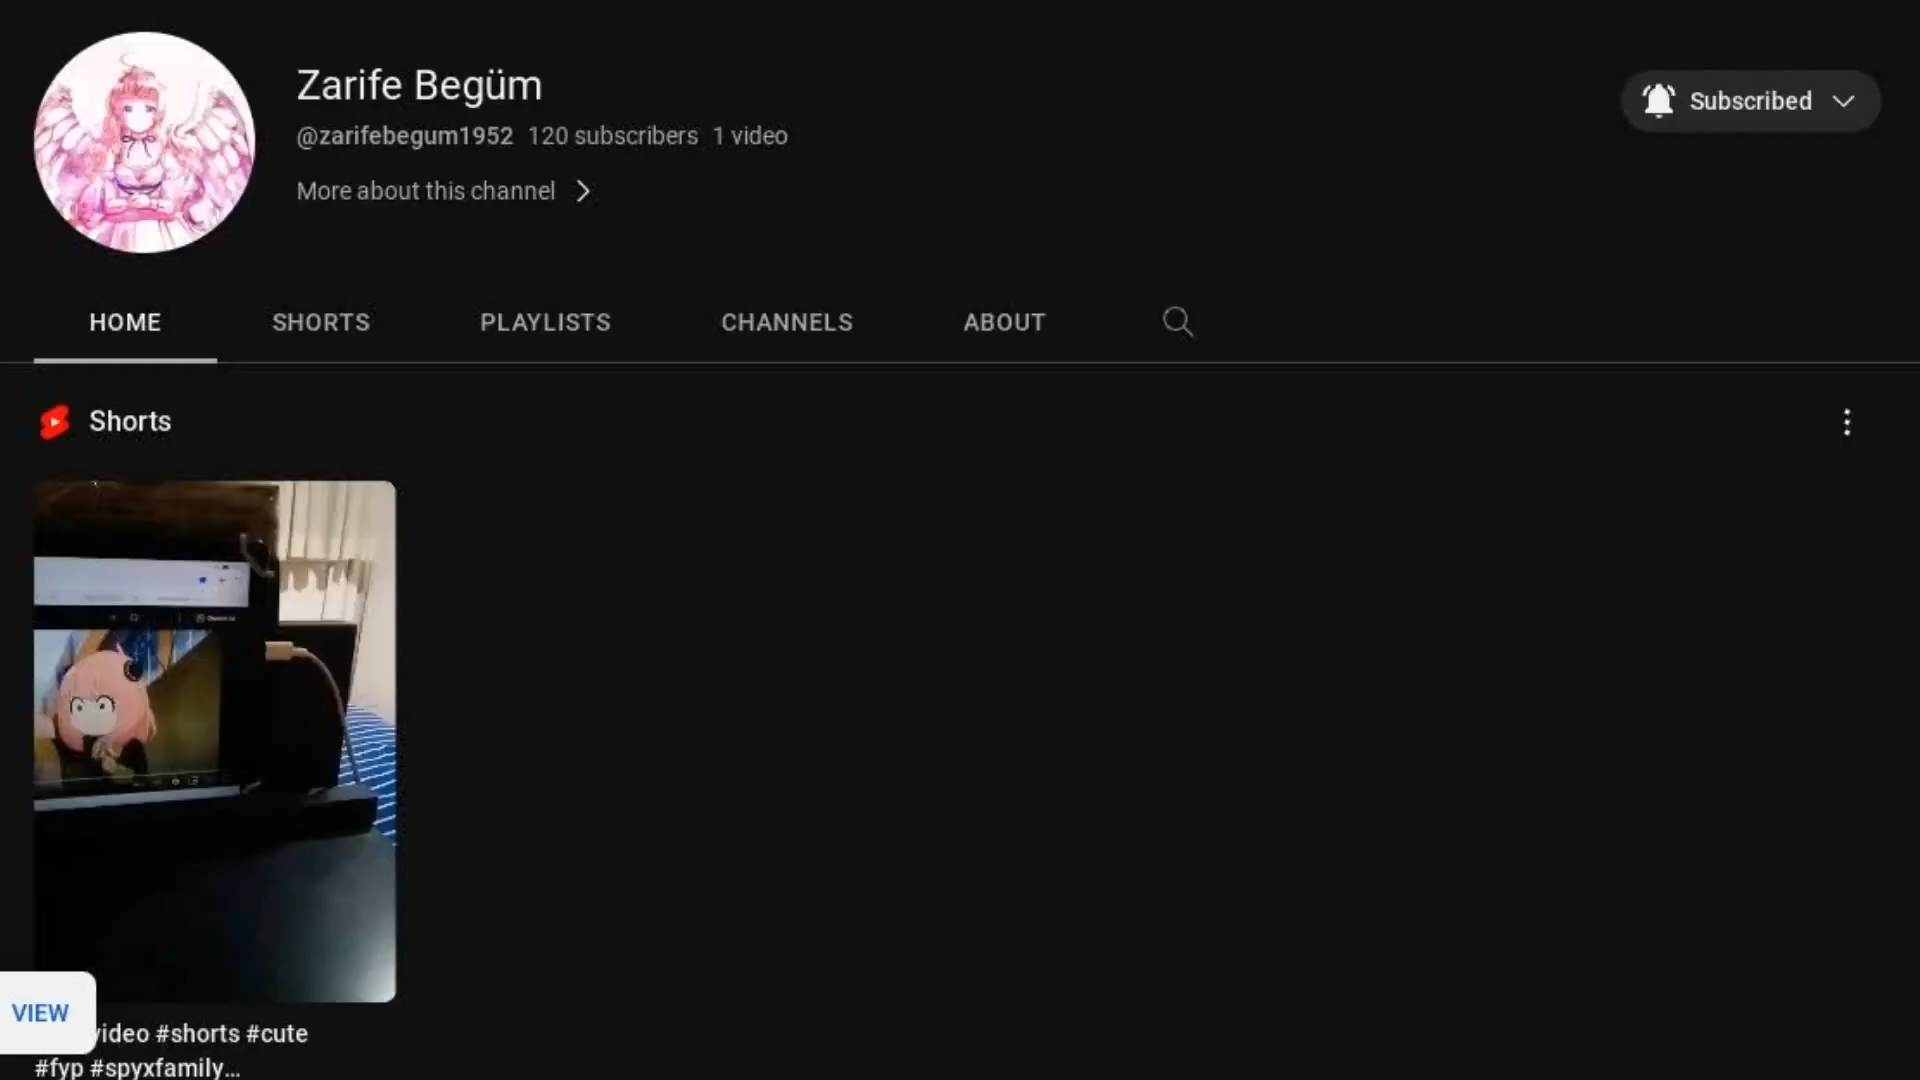 Zarife Begüm
@zarifebegum1952 120 subscribers 1 video
More about this channel
Subscribed
HOME SHORTS PLAYLISTS CHANNELS ABOUT
Shorts
VIEW
video #shorts #cute
#fyp #spyxfamily...